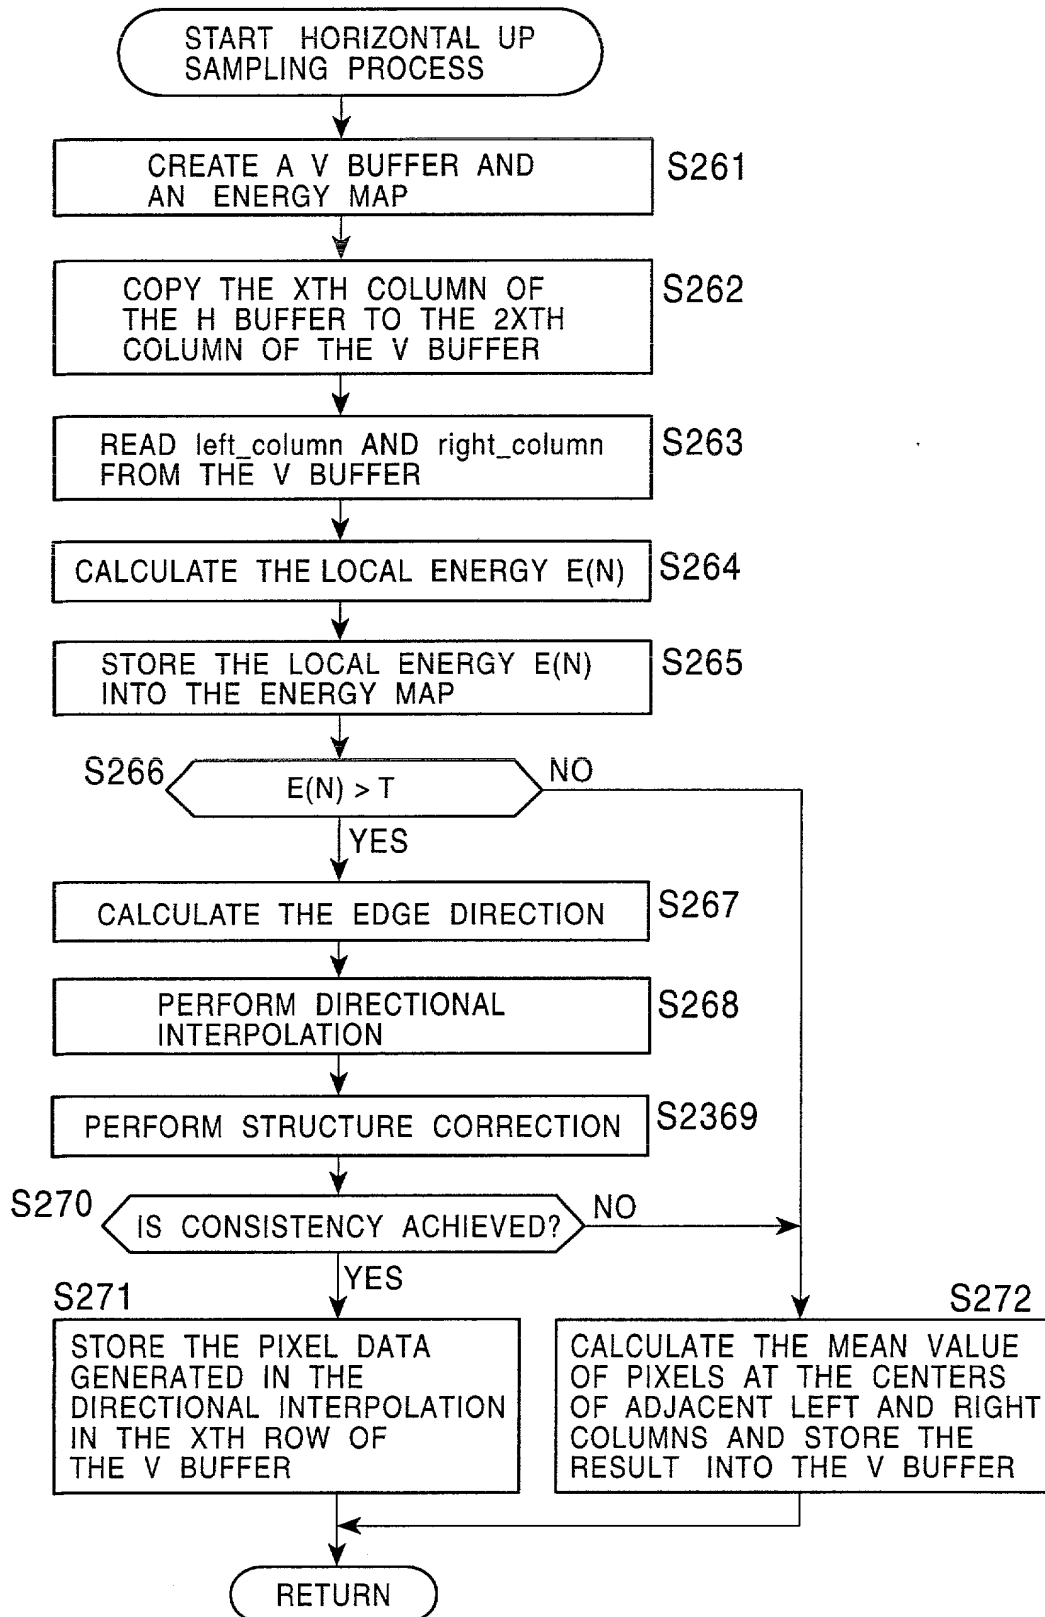 START HORIZONTAL UP
SAMPLING PROCESS
CREATE A V BUFFER AND
AN ENERGY MAP
S261
COPY THE XTH COLUMN OF
THE H BUFFER TO THE 2XTH
COLUMN OF THE V BUFFER
S262
READ left_column AND right_column
FROM THE V BUFFER
S263
CALCULATE THE LOCAL ENERGY E(N)
S264
STORE THE LOCAL ENERGY E(N)
INTO THE ENERGY MAP
S265
S266
E(N) > T
NO
YES
CALCULATE THE EDGE DIRECTION
S267
PERFORM DIRECTIONAL
INTERPOLATION
S268
PERFORM STRUCTURE CORRECTION
S2369
S270
IS CONSISTENCY ACHIEVED?
NO
YES
S271
STORE THE PIXEL DATA
GENERATED IN THE
DIRECTIONAL INTERPOLATION
IN THE XTH ROW OF
THE V BUFFER
S272
CALCULATE THE MEAN VALUE
OF PIXELS AT THE CENTERS
OF ADJACENT LEFT AND RIGHT
COLUMNS AND STORE THE
RESULT INTO THE V BUFFER
RETURN